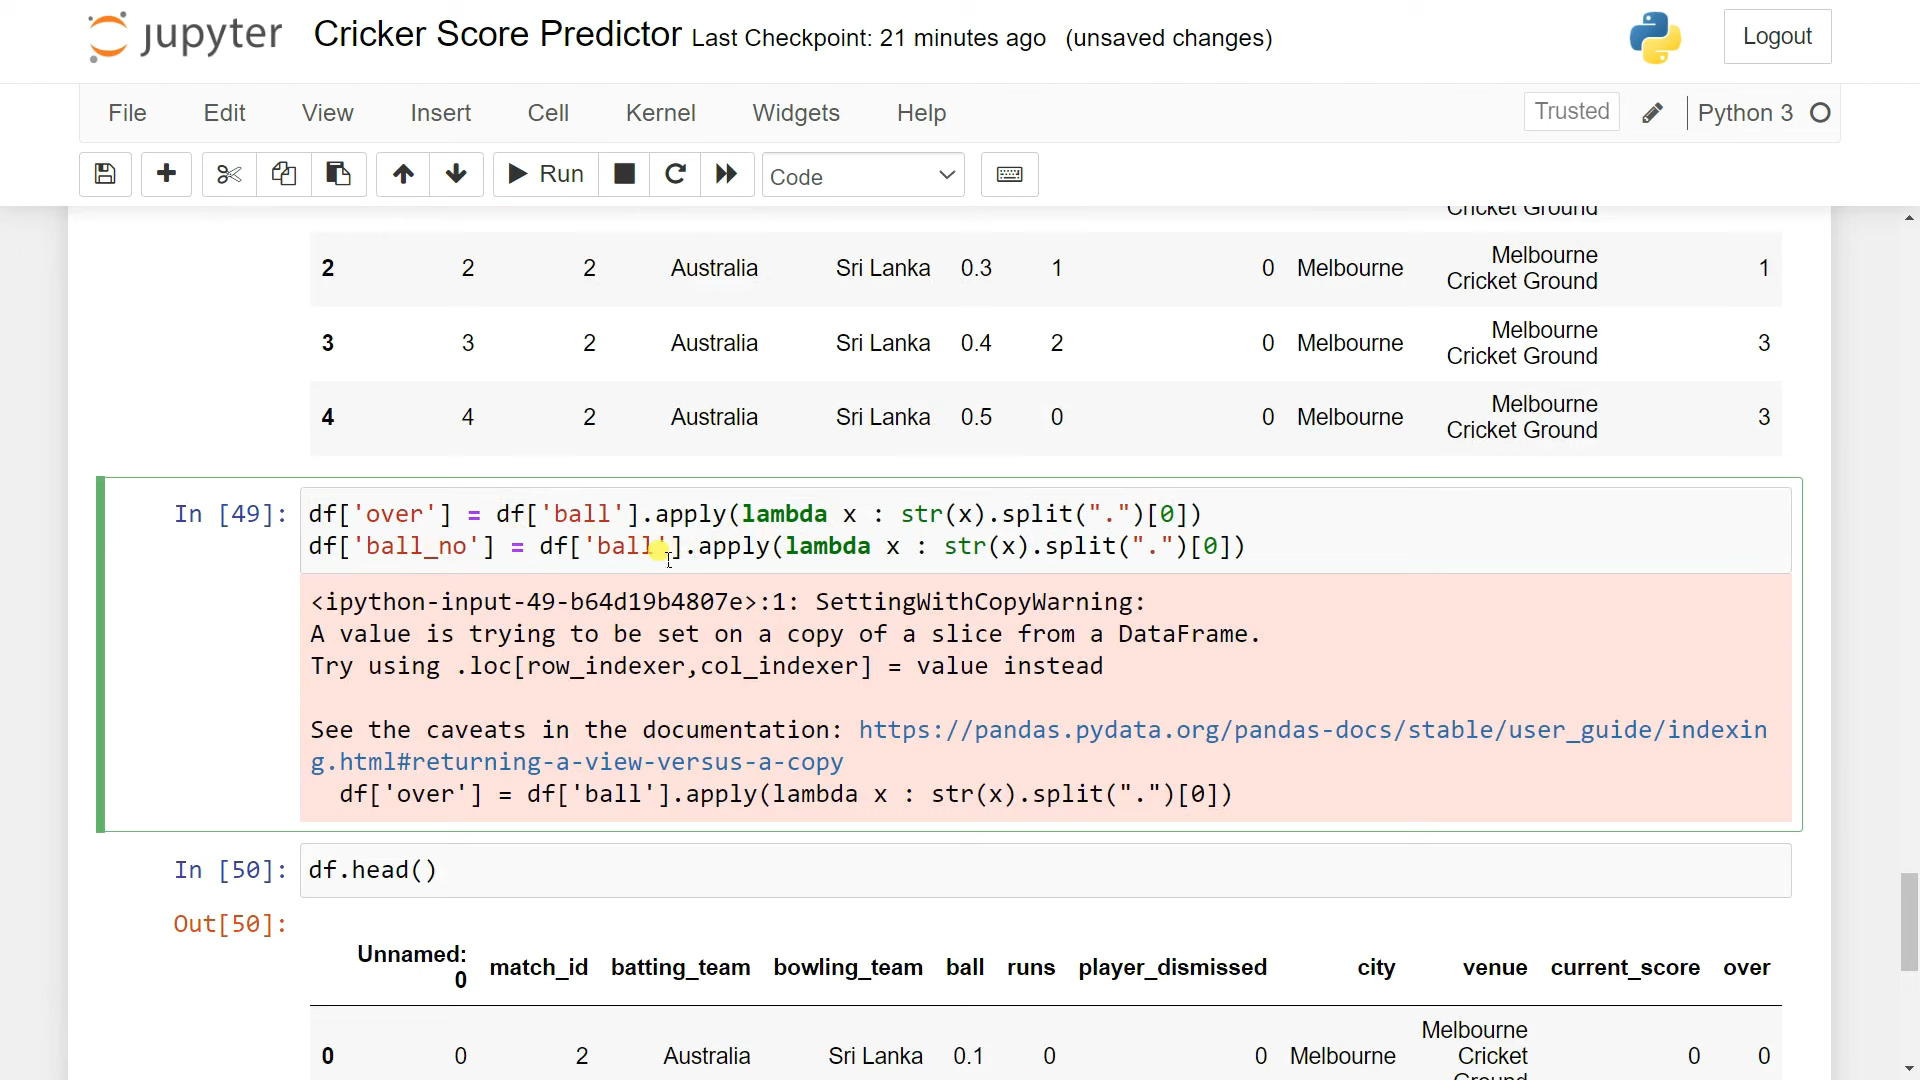 jupyter Cricker Score Predictor Last Checkpoint: 21 minutes ago (unsaved changes) Logout
File Edit View Insert Cell Kernel Widgets Help Trusted Python 3
Run Code
Cricket Ground
2 2 2 Australia Sri Lanka 0.3 1 0 Melbourne Melbourne Cricket Ground 1
3 3 2 Australia Sri Lanka 0.4 2 0 Melbourne Melbourne Cricket Ground 3
4 4 2 Australia Sri Lanka 0.5 0 0 Melbourne Melbourne Cricket Ground 3
In [49]: df['over'] = df['ball'].apply(lambda x : str(x).split(".")[0])
df['ball_no'] = df['ball'].apply(lambda x : str(x).split(".")[0])
<ipython-input-49-b64d19b4807e>:1: SettingWithCopyWarning:
A value is trying to be set on a copy of a slice from a DataFrame.
Try using .loc[row_indexer,col_indexer] = value instead
See the caveats in the documentation: https://pandas.pydata.org/pandas-docs/stable/user_guide/indexin
g.html#returning-a-view-versus-a-copy
df['over'] = df['ball'].apply(lambda x : str(x).split(".")[0])
In [50]: df.head()
Out[50]:
Unnamed: 0 match_id batting_team bowling_team ball runs player_dismissed city venue current_score over
0 0 2 Australia Sri Lanka 0.1 0 0 Melbourne Melbourne Cricket Ground 0 0